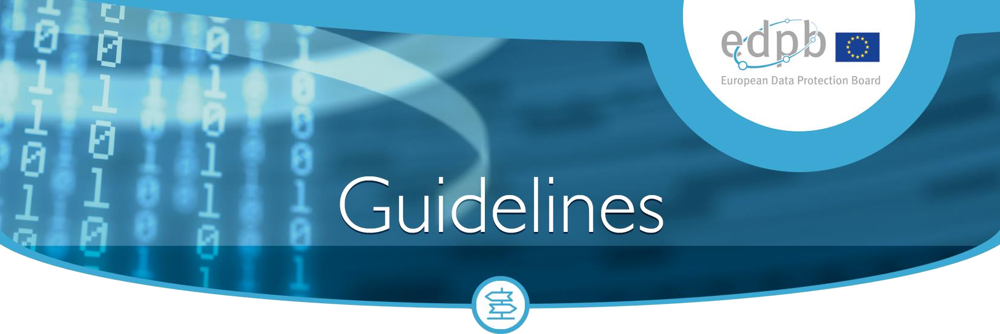 edpb
European Data Protection Board
Guidelines